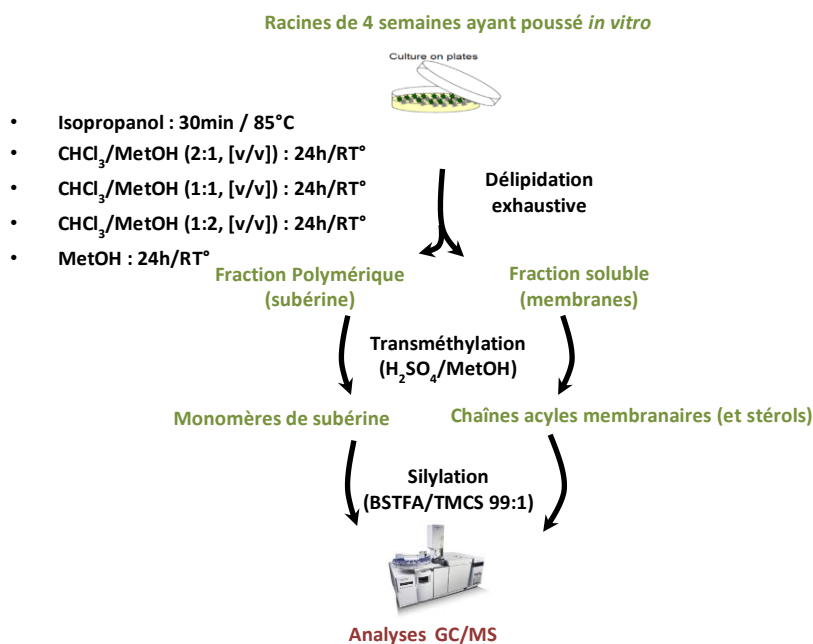 Racines de 4 semaines ayant poussé in vitro
Culture on plates
• Isopropanol : 30min / 85°C
• CHCl3/MetOH (2:1, [v/v]) : 24h/RT°
• CHCl3/MetOH (1:1, [v/v]) : 24h/RT°
• CHCl3/MetOH (1:2, [v/v]) : 24h/RT°
• MetOH : 24h/RT°
Délipidation
exhaustive
Fraction Polymérique
(subérine)
Fraction soluble
(membranes)
Transméthylation
(H2SO4/MetOH)
Monomères de subérine
Chaînes acyles membranaires (et stérols)
Silylation
(BSTFA/TMCS 99:1)
Analyses GC/MS